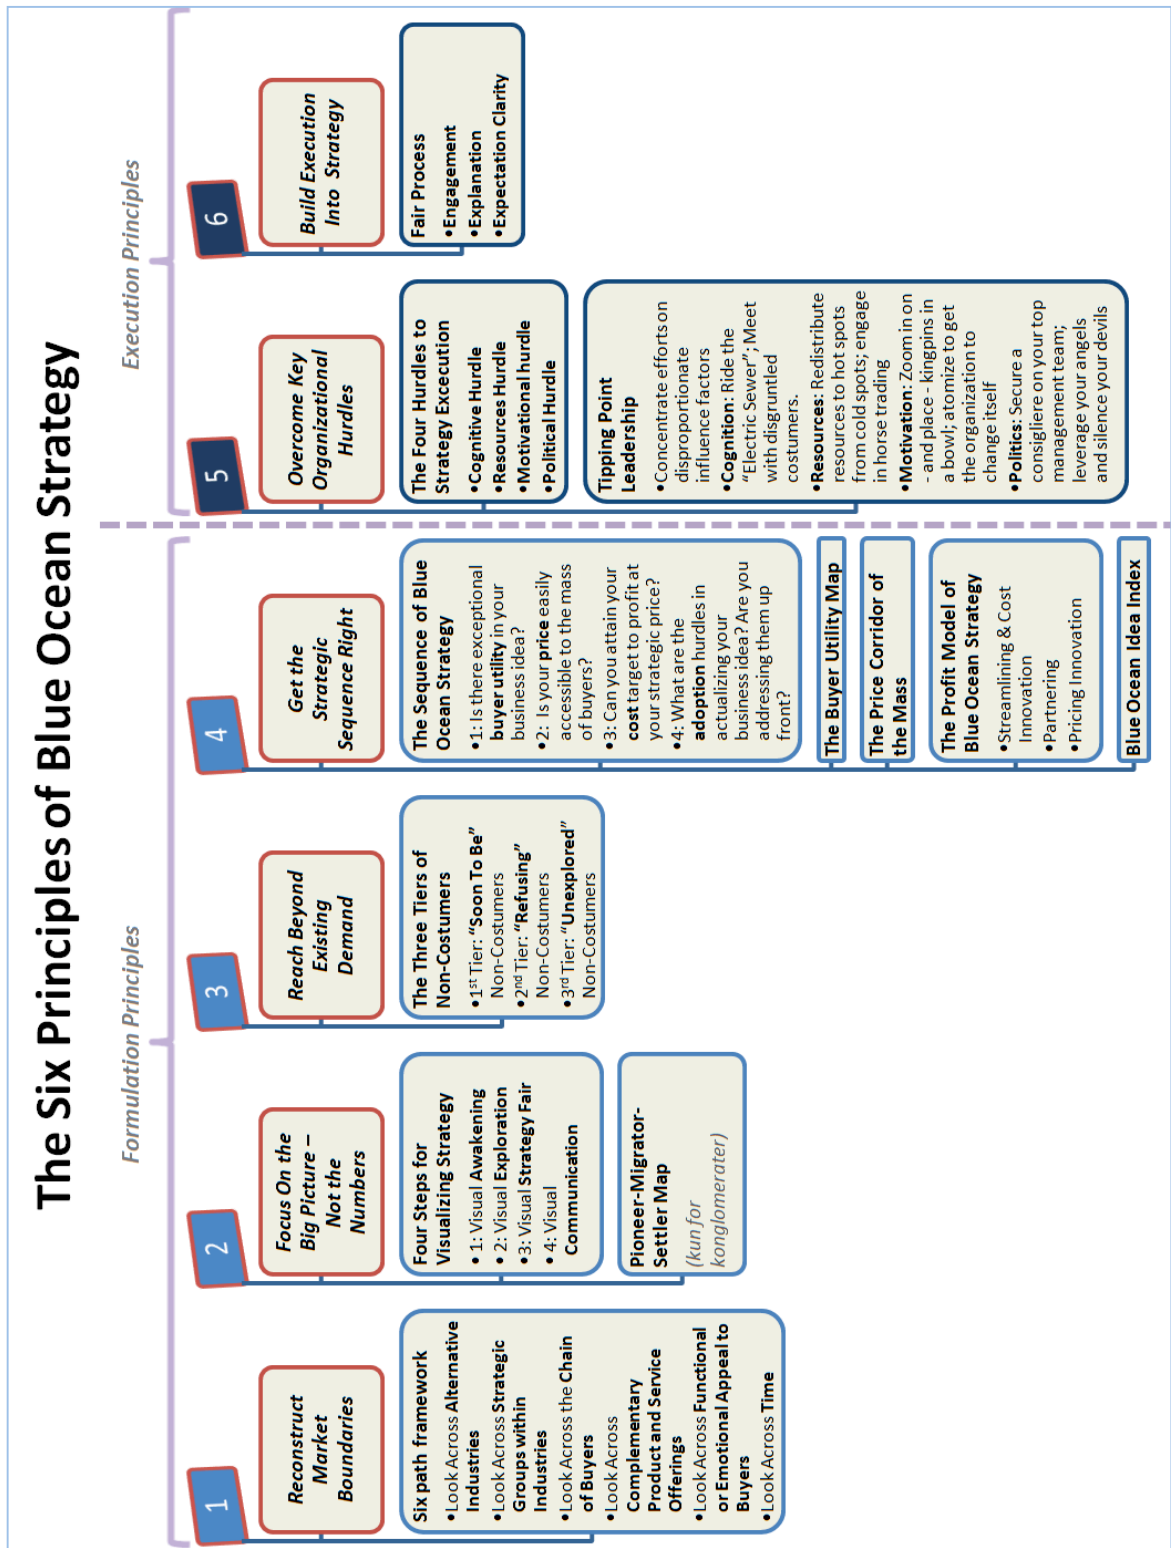 The Six Principles of Blue Ocean Strategy
Formulation Principles
Execution Principles
1
Reconstruct
Market
Boundaries
Six path framework
•Look Across Alternative
Industries
•Look Across Strategic
Groups within
Industries
•Look Across the Chain
of Buyers
•Look Across
Complementary
Product and Service
Offerings
•Look Across Functional
or Emotional Appeal to
Buyers
•Look Across Time
2
Focus On the
Big Picture –
Not the
Numbers
Four Steps for
Visualizing Strategy
• 1: Visual Awakening
• 2: Visual Exploration
• 3: Visual Strategy Fair
• 4: Visual
Communication
Pioneer-Migrator-
Settler Map
(kun for
konglomerater)
3
Reach Beyond
Existing
Demand
The Three Tiers of
Non-Costumers
•1st Tier: “Soon To Be”
Non-Costumers
•2nd Tier: “Refusing”
Non-Costumers
•3rd Tier: “Unexplored”
Non-Costumers
4
Get the
Strategic
Sequence Right
The Sequence of Blue
Ocean Strategy
•1: Is there exceptional
buyer utility in your
business idea?
•2: Is your price easily
accessible to the mass
of buyers?
•3: Can you attain your
cost target to profit at
your strategic price?
•4: What are the
adoption hurdles in
actualizing your
business idea? Are you
addressing them up
front?
The Buyer Utility Map
The Price Corridor of
the Mass
The Profit Model of
Blue Ocean Strategy
•Streamlining & Cost
Innovation
•Partnering
•Pricing Innovation
Blue Ocean Idea Index
5
Overcome Key
Organizational
Hurdles
The Four Hurdles to
Strategy Excecution
•Cognitive Hurdle
•Resources Hurdle
•Motivational hurdle
•Political Hurdle
Tipping Point
Leadership
•Concentrate efforts on
disproportionate
influence factors
•Cognition: Ride the
“Electric Sewer”; Meet
with disgruntled
costumers.
•Resources: Redistribute
resources to hot spots
from cold spots; engage
in horse trading
•Motivation: Zoom in on
- and place - kingpins in
a bowl; atomize to get
the organization to
change itself
•Politics: Secure a
consigliere on your top
management team;
leverage your angels
and silence your devils
6
Build Execution
Into Strategy
Fair Process
•Engagement
•Explanation
•Expectation Clarity